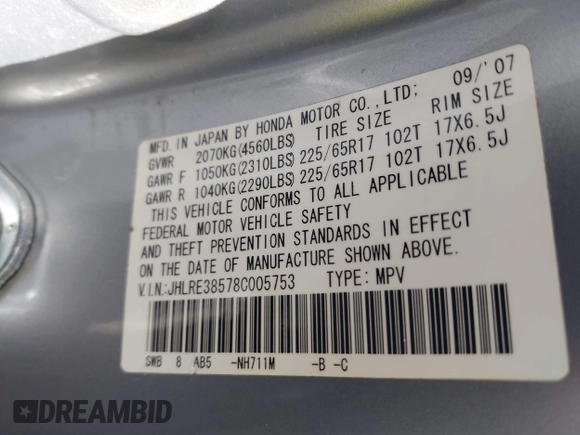 MFD. IN JAPAN BY HONDA MOTOR CO., LTD: 09/'07
GVWR 2070KG(4560LBS) TIRE SIZE RIM SIZE
GAWR F 1050KG(2310LBS) 225/65R17 102T 17X6.5J
GAWR R 1040KG(2290LBS) 225/65R17 102T 17X6.5J
THIS VEHICLE CONFORMS TO ALL APPLICABLE
FEDERAL MOTOR VEHICLE SAFETY
AND THEFT PREVENTION STANDARDS IN EFFECT
ON THE DATE OF MANUFACTURE SHOWN ABOVE.
V.I.N.:JHLRE38578C005753 TYPE: MPV
SWB 8 AB5 -NH711M -B -C
DREAMBID